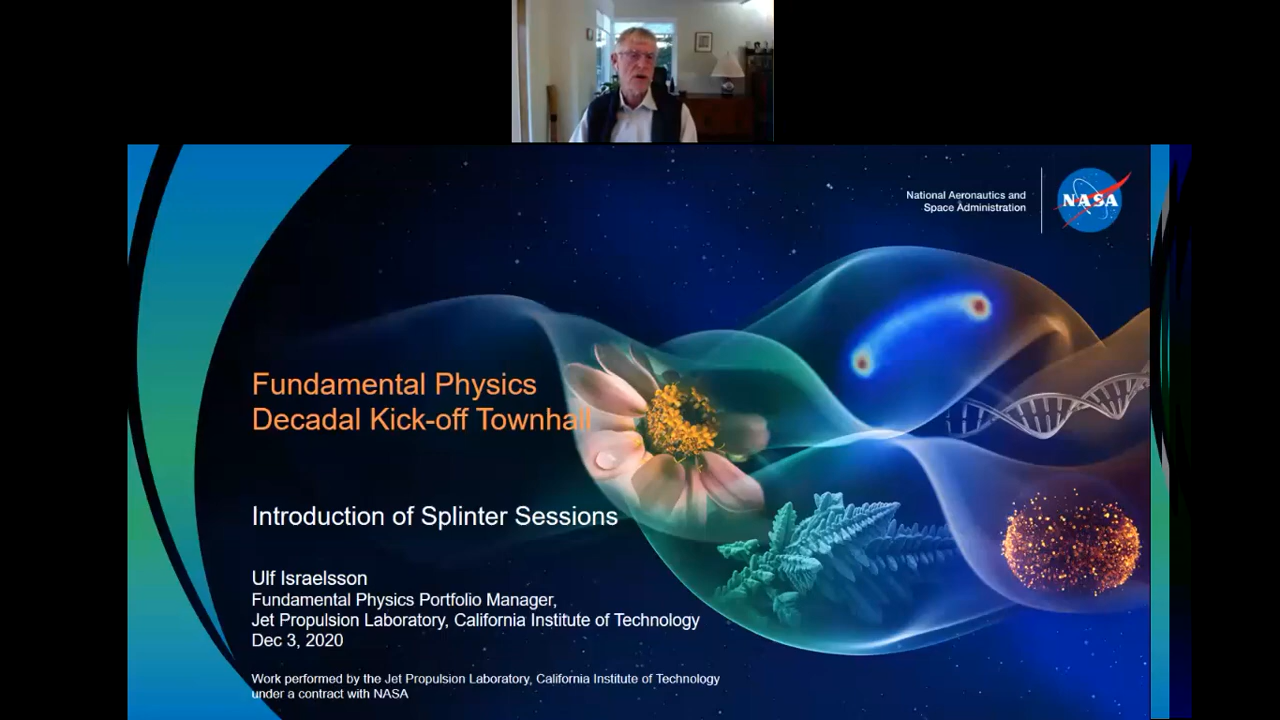 National Aeronautics and
Space Administration
NASA
Fundamental Physics
Decadal Kick-off Townhall
Introduction of Splinter Sessions
Ulf Israelsson
Fundamental Physics Portfolio Manager,
Jet Propulsion Laboratory, California Institute of Technology
Dec 3, 2020
Work performed by the Jet Propulsion Laboratory, California Institute of Technology
under a contract with NASA